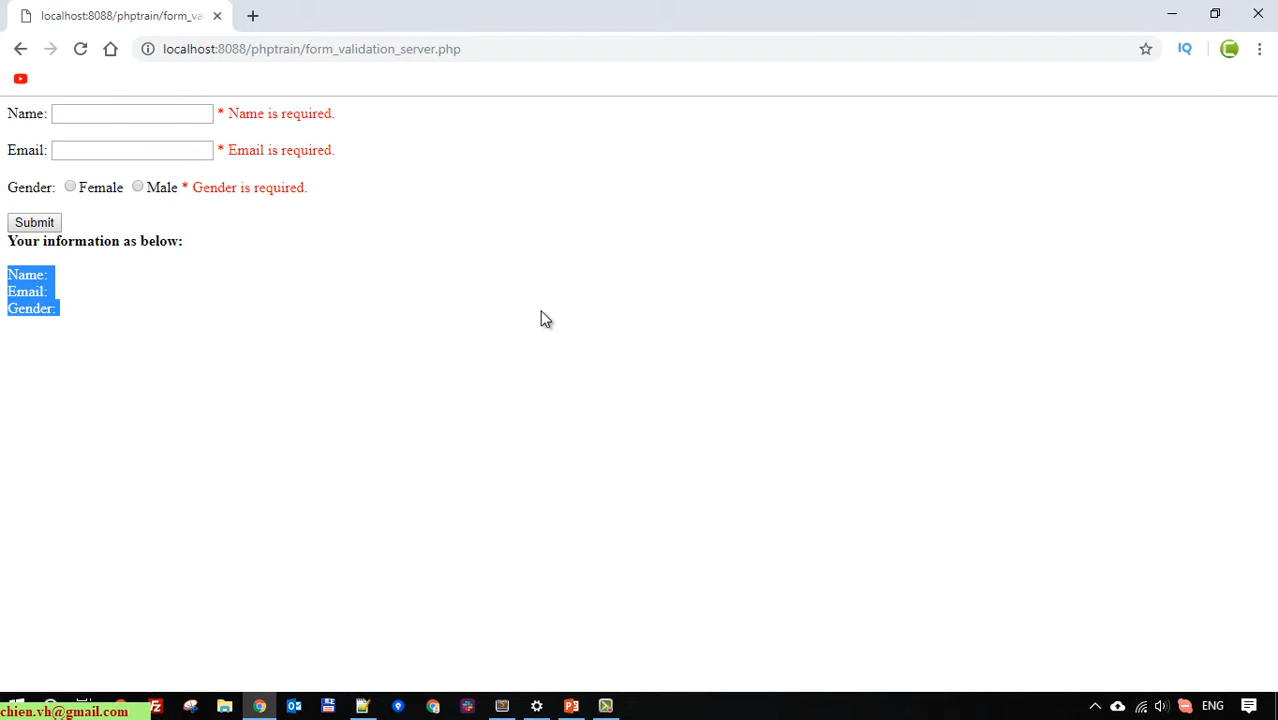 localhost:8088/phptrain/form_va
localhost:8088/phptrain/form_validation_server.php
IQ
Name: * Name is required.
Email: * Email is required.
Gender: Female Male * Gender is required.
Submit
Your information as below:
Name:
Email:
Gender:
ENG
chien.vh@gmail.com